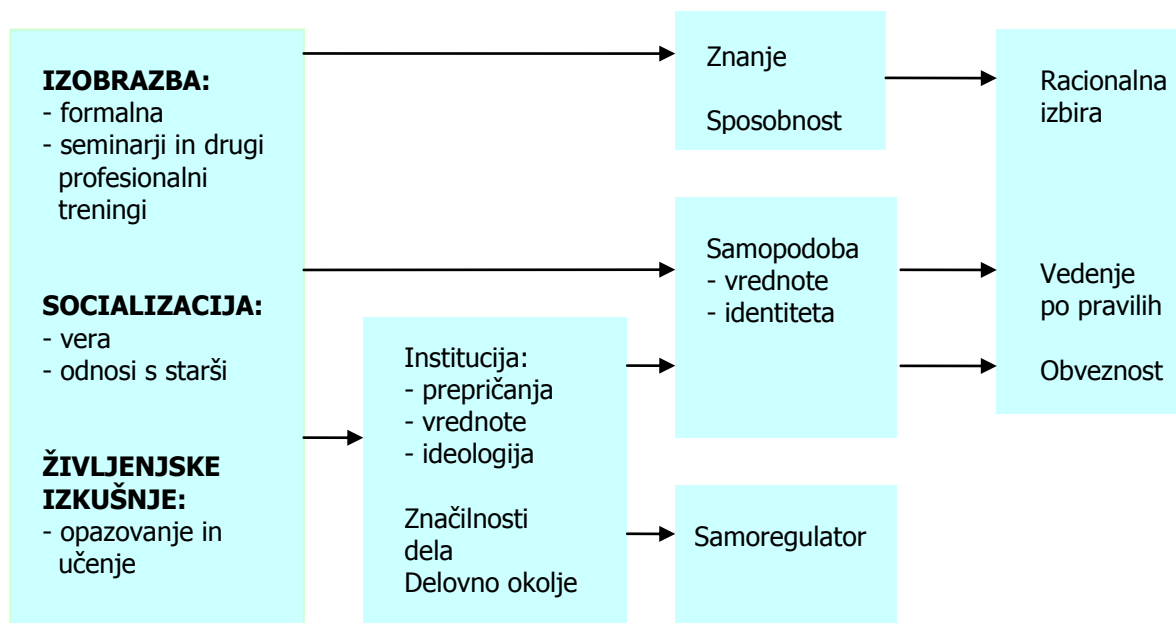 IZOBRAZBA:
- formalna
- seminarji in drugi
profesionalni
treningi
SOCIALIZACIJA:
- vera
- odnosi s starši
ŽIVLJENJSKE
IZKUŠNJE:
- opazovanje in
učenje
Institucija:
- prepričanja
- vrednote
- ideologija
Značilnosti
dela
Delovno okolje
Znanje
Sposobnost
Samopodoba
- vrednote
- identiteta
Samoregulator
Racionalna
izbira
Vedenje
po pravilih
Obveznost